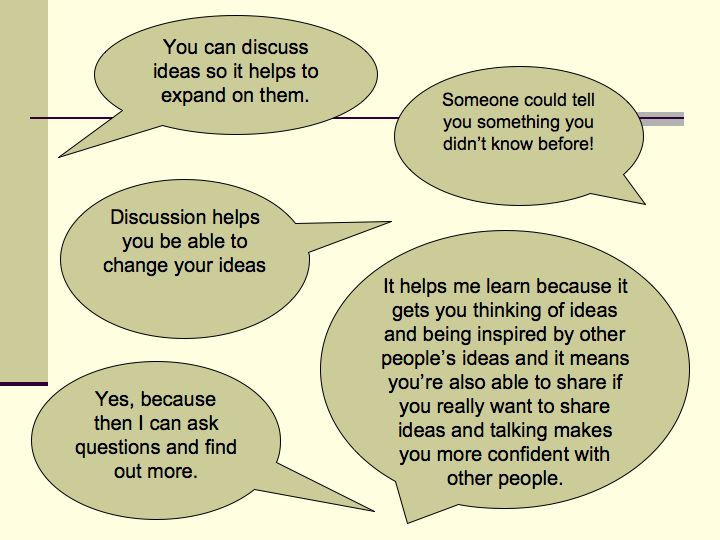 You can discuss
ideas so it helps to
expand on them.
Someone could tell
you something you
didn't know before!
Discussion helps
you be able to
change your ideas
It helps me learn because it
gets you thinking of ideas
and being inspired by other
people's ideas and it means
you're also able to share if
you really want to share
ideas and talking makes
you more confident with
other people.
Yes, because
then I can ask
questions and find
out more.